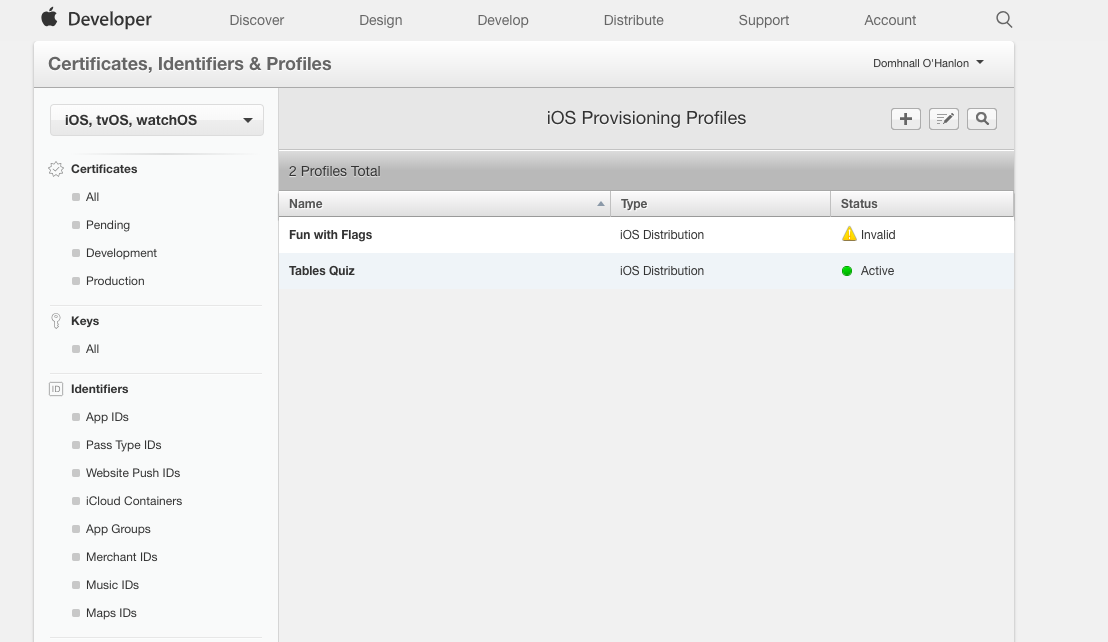 Developer Discover Design Develop Distribute Support Account
Certificates, Identifiers & Profiles Domhnall O'Hanlon
iOS, tvOS, watchOS
iOS Provisioning Profiles
2 Profiles Total
Name Type Status
Fun with Flags iOS Distribution Invalid
Tables Quiz iOS Distribution Active
Certificates
All
Pending
Development
Production
Keys
All
ID Identifiers
App IDs
Pass Type IDs
Website Push IDs
iCloud Containers
App Groups
Merchant IDs
Music IDs
Maps IDs